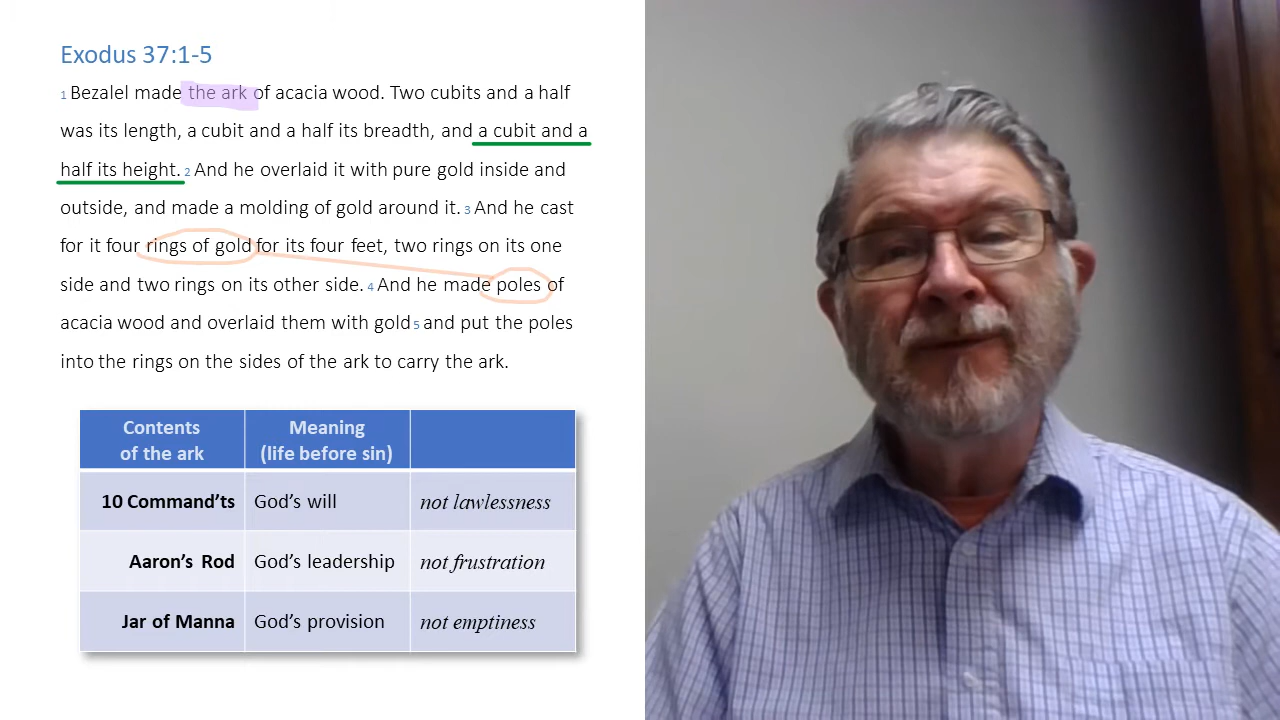 Exodus 37:1-5
1 Bezalel made the ark of acacia wood. Two cubits and a half
was its length, a cubit and a half its breadth, and a cubit and a
half its height. 2 And he overlaid it with pure gold inside and
outside, and made a molding of gold around it. 3 And he cast
for it four rings of gold for its four feet, two rings on its one
side and two rings on its other side. 4 And he made poles of
acacia wood and overlaid them with gold 5 and put the poles
into the rings on the sides of the ark to carry the ark.
Contents
of the ark
Meaning
(life before sin)
10 Command'ts God's will not lawlessness
Aaron's Rod God's leadership not frustration
Jar of Manna God's provision not emptiness